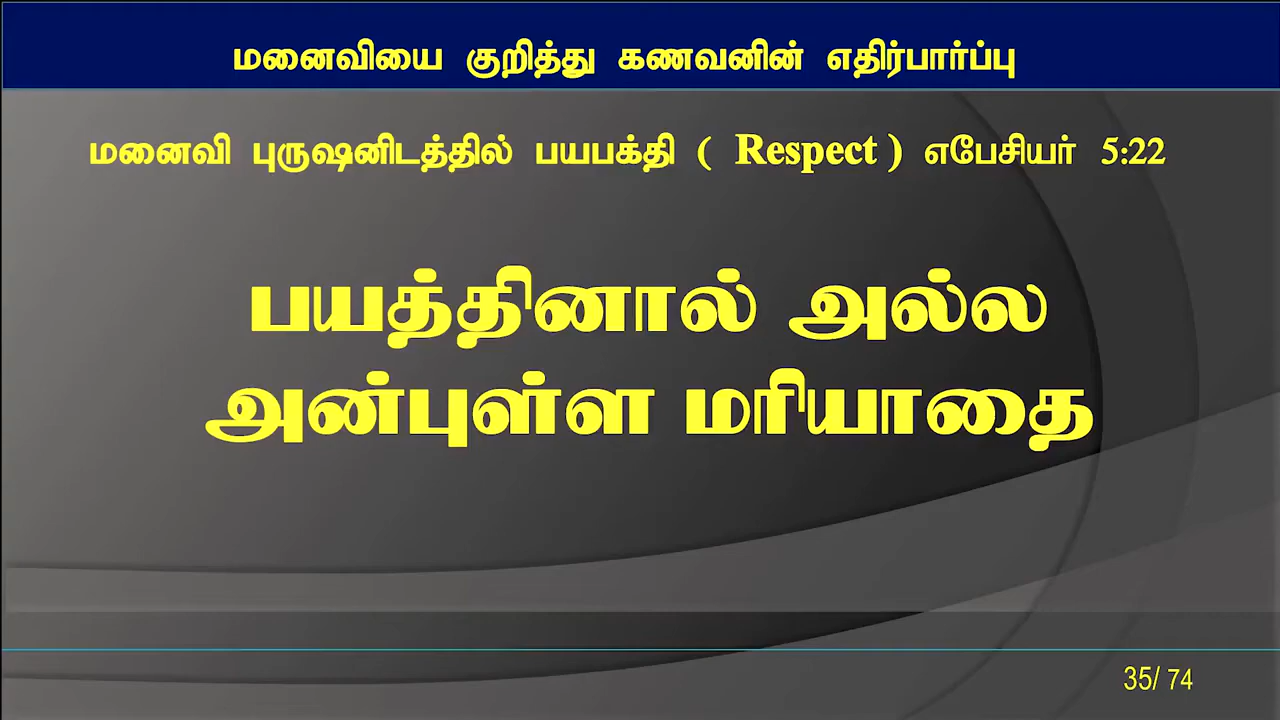 மனைவியை குறித்து கணவனின் எதிர்பார்ப்பு
மனைவி புருஷனிடத்தில் பயபக்தி ( Respect ) எபேசியர் 5:22
பயத்தினால் அல்ல
அன்புள்ள மரியாதை
35/ 74